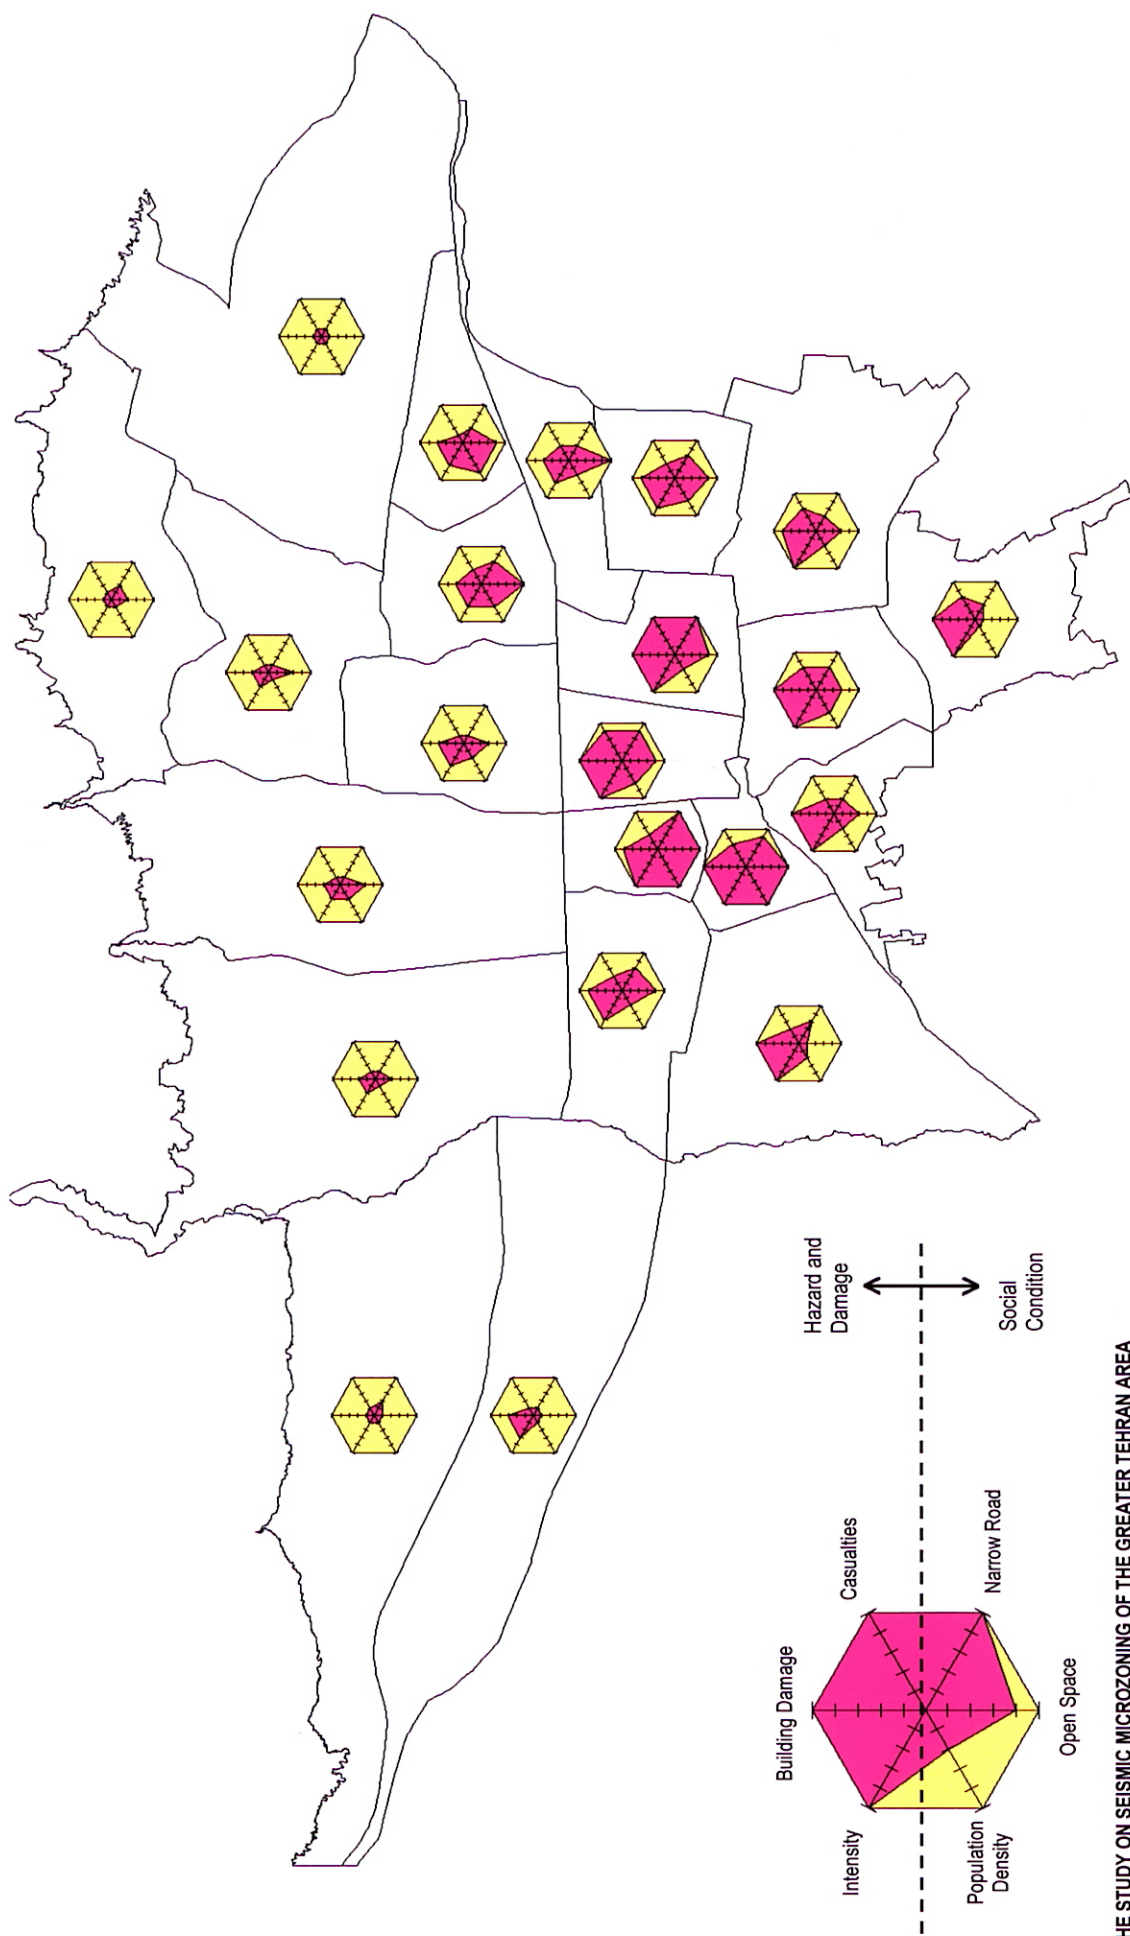 Hazard and
Damage
Social
Condition
Building Damage
Casualties
Intensity
Narrow Road
Population
Density
Open Space
HE STUDY ON SEISMIC MICROZONING OF THE GREATER TEHRAN AREA